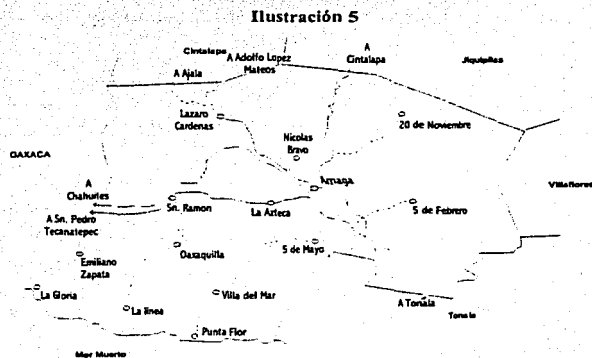 Ilustración 5
Cintalapa
A Adolfo Lopez
Mateos
A
Cintalapa
Jiquipilas
A Ajala
Lazaro
Cardenas
20 de Noviembre
Nicolas
Bravo
OAXACA
Arriaga
Villaflores
A
Chahuites
Sn. Ramon
La Azteca
5 de Febrero
A Sn. Pedro
Tecanatepec
Oaxaquilla
5 de Mayo
Emiliano
Zapata
La Gloria
Villa del Mar
A Tonala
La linea
Tonala
Punta Flor
Mar Muerto